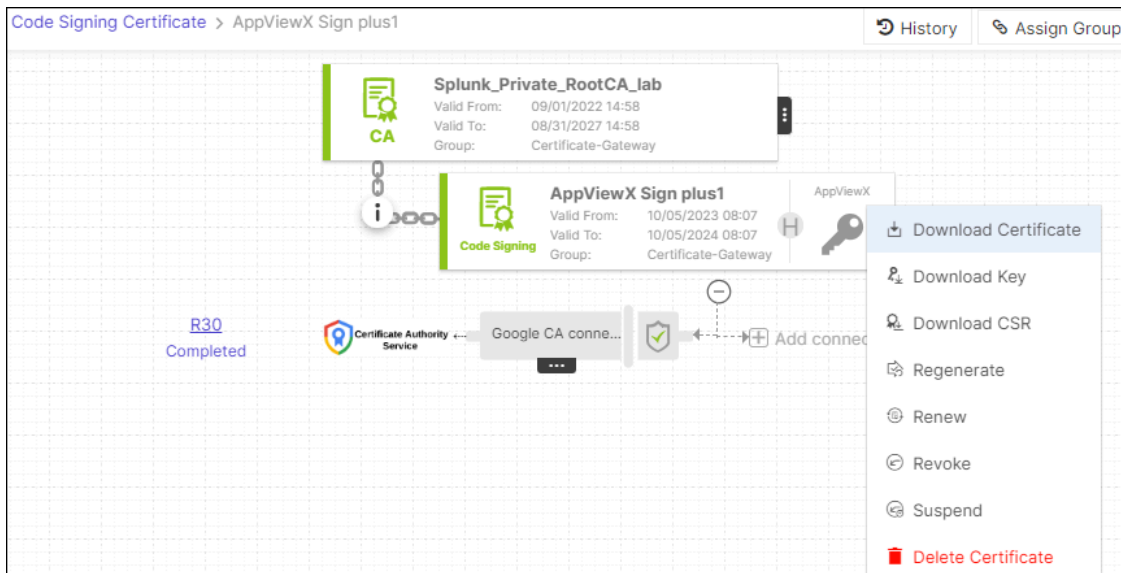 Code Signing Certificate > AppViewX Sign plus1
History
Assign Group
Splunk_Private_RootCA_lab
Valid From: 09/01/2022 14:58
Valid To: 08/31/2027 14:58
Group: Certificate-Gateway
CA
i
AppViewX Sign plus1
Valid From: 10/05/2023 08:07
Valid To: 10/05/2024 08:07
Group: Certificate-Gateway
Code Signing
H
AppViewX
Download Certificate
Download Key
Download CSR
Regenerate
Renew
Revoke
Suspend
Delete Certificate
R30
Completed
Certificate Authority
Service
Google CA conne...
Add connec